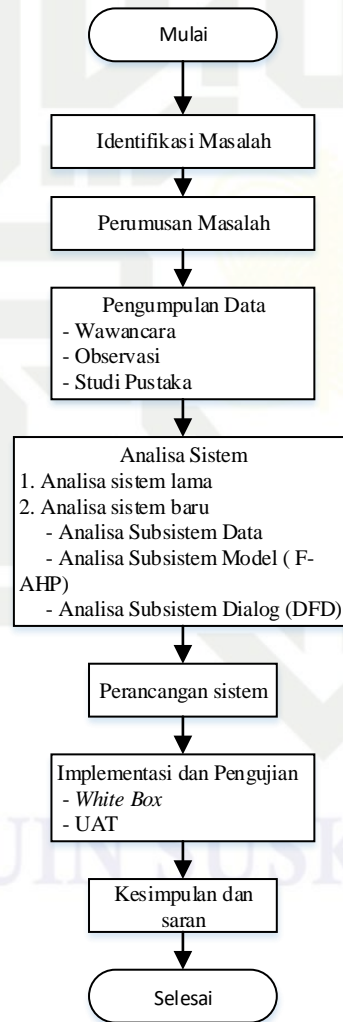 Mulai
Identifikasi Masalah
Perumusan Masalah
Pengumpulan Data
- Wawancara
- Observasi
- Studi Pustaka
Analisa Sistem
1. Analisa sistem lama
2. Analisa sistem baru
- Analisa Subsistem Data
- Analisa Subsistem Model ( F-
AHP)
- Analisa Subsistem Dialog (DFD)
Perancangan sistem
Implementasi dan Pengujian
- White Box
- UAT
UIN SUSK
Kesimpulan dan
saran
Selesai